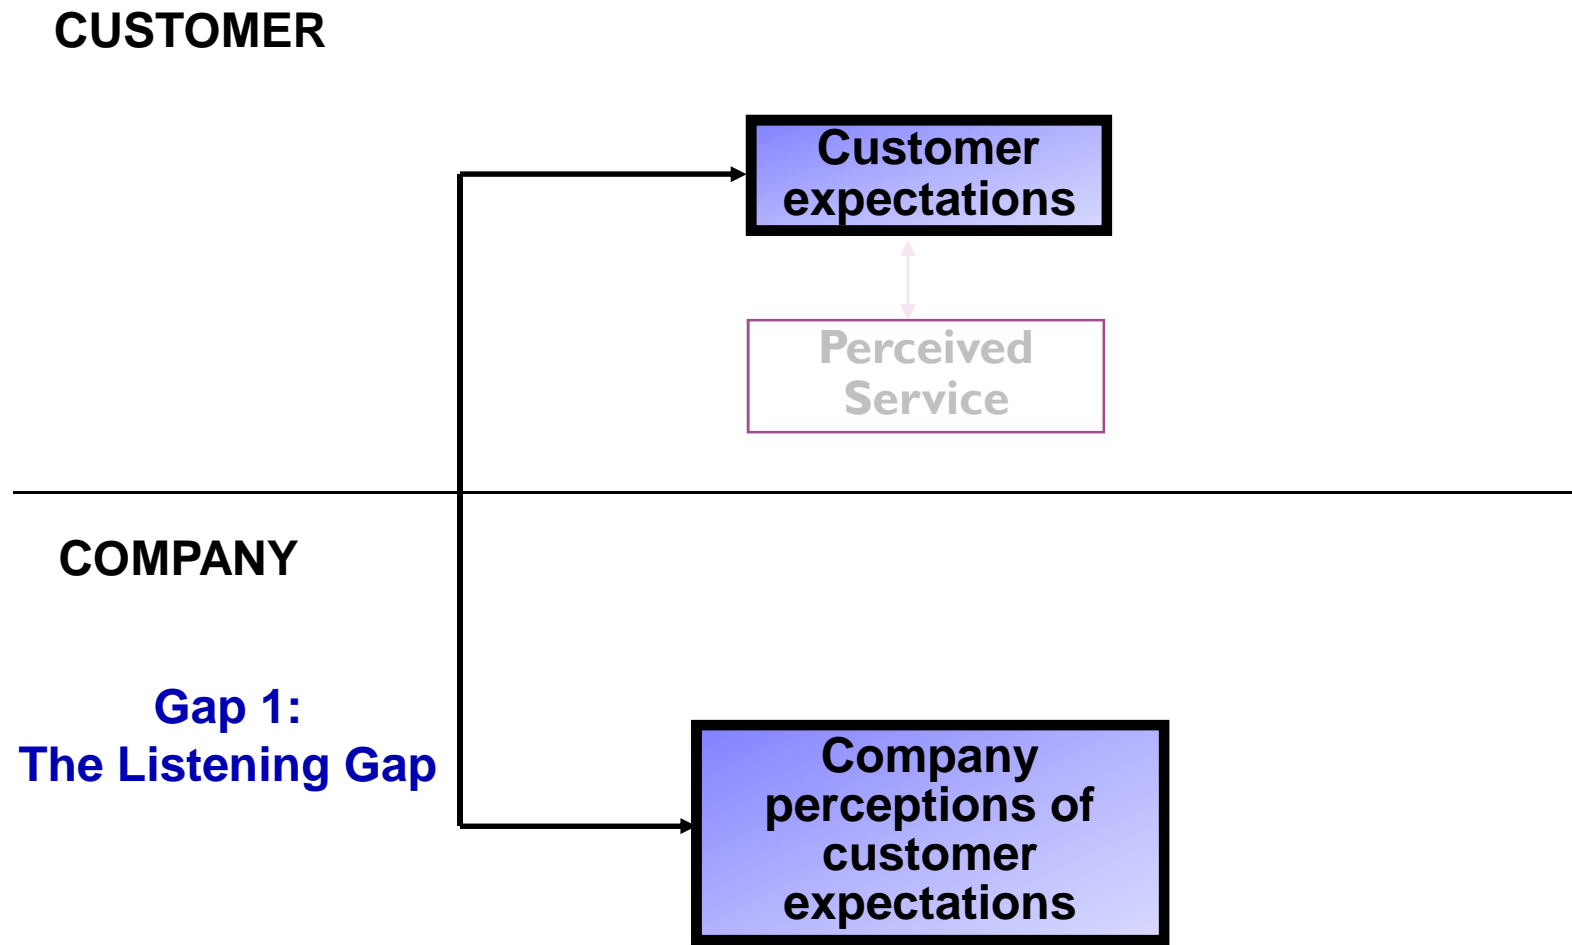 CUSTOMER
Customer
expectations
Perceived
Service
COMPANY
Gap 1:
The Listening Gap
Company
perceptions of
customer
expectations